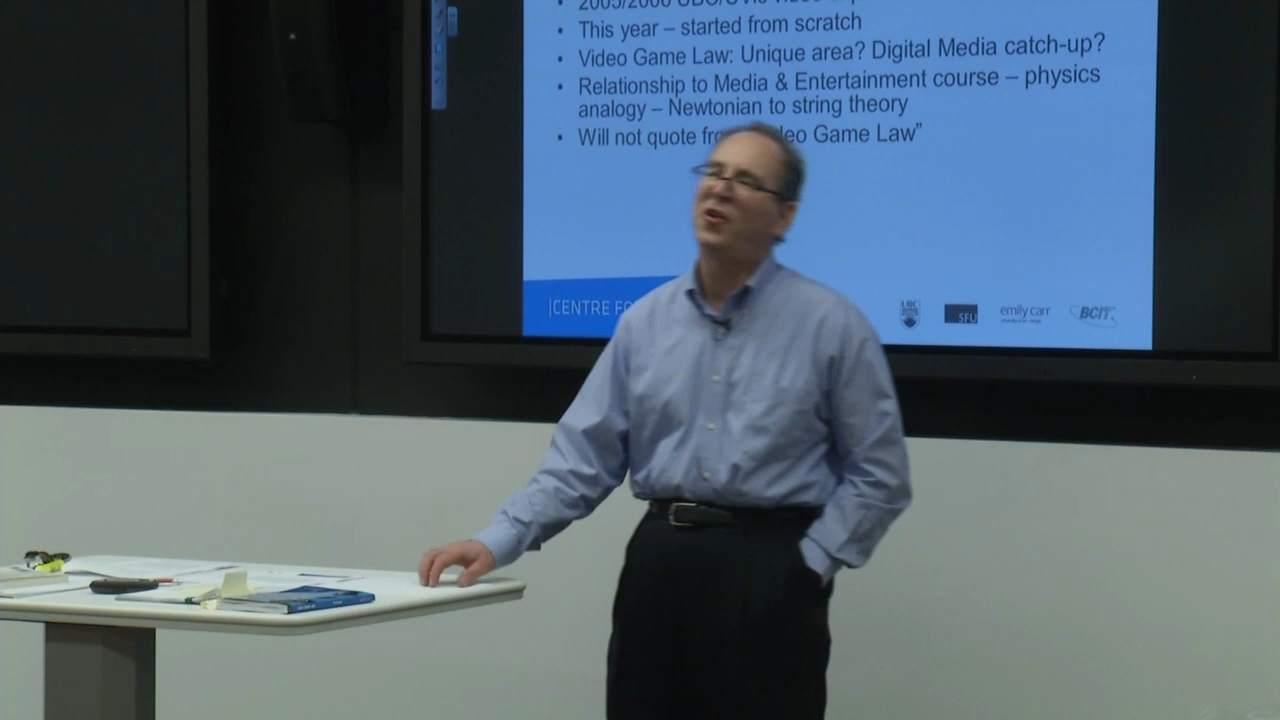 • This year – started from scratch
• Video Game Law: Unique area? Digital Media catch-up?
• Relationship to Media & Entertainment course – physics
analogy – Newtonian to string theory
• Will not quote Game Law”
|CENTRE
UBC
SFU
emily carr
BCIT